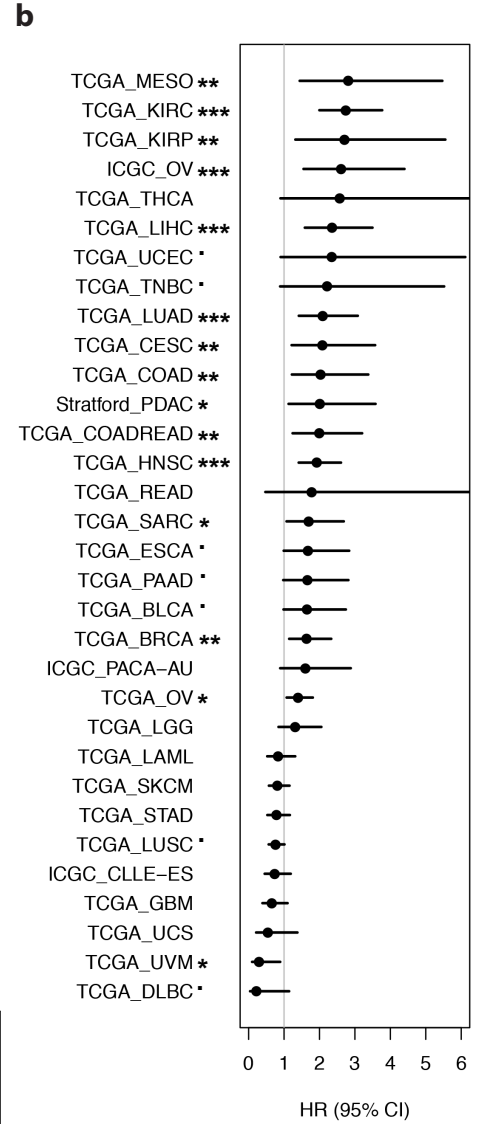 b
TCGA_MESO **
TCGA_KIRC ***
TCGA_KIRP **
ICGC_OV ***
TCGA_THCA
TCGA_LIHC ***
TCGA_UCEC ·
TCGA_TNBC ·
TCGA_LUAD ***
TCGA_CESC **
TCGA_COAD **
Stratford_PDAC *
TCGA_COADREAD **
TCGA_HNSC ***
TCGA_READ
TCGA_SARC *
TCGA_ESCA ·
TCGA_PAAD ·
TCGA_BLCA ·
TCGA_BRCA **
ICGC_PACA−AU
TCGA_OV *
TCGA_LGG
TCGA_LAML
TCGA_SKCM
TCGA_STAD
TCGA_LUSC ·
ICGC_CLLE−ES
TCGA_GBM
TCGA_UCS
TCGA_UVM *
TCGA_DLBC ·
0 1 2 3 4 5 6
HR (95% CI)